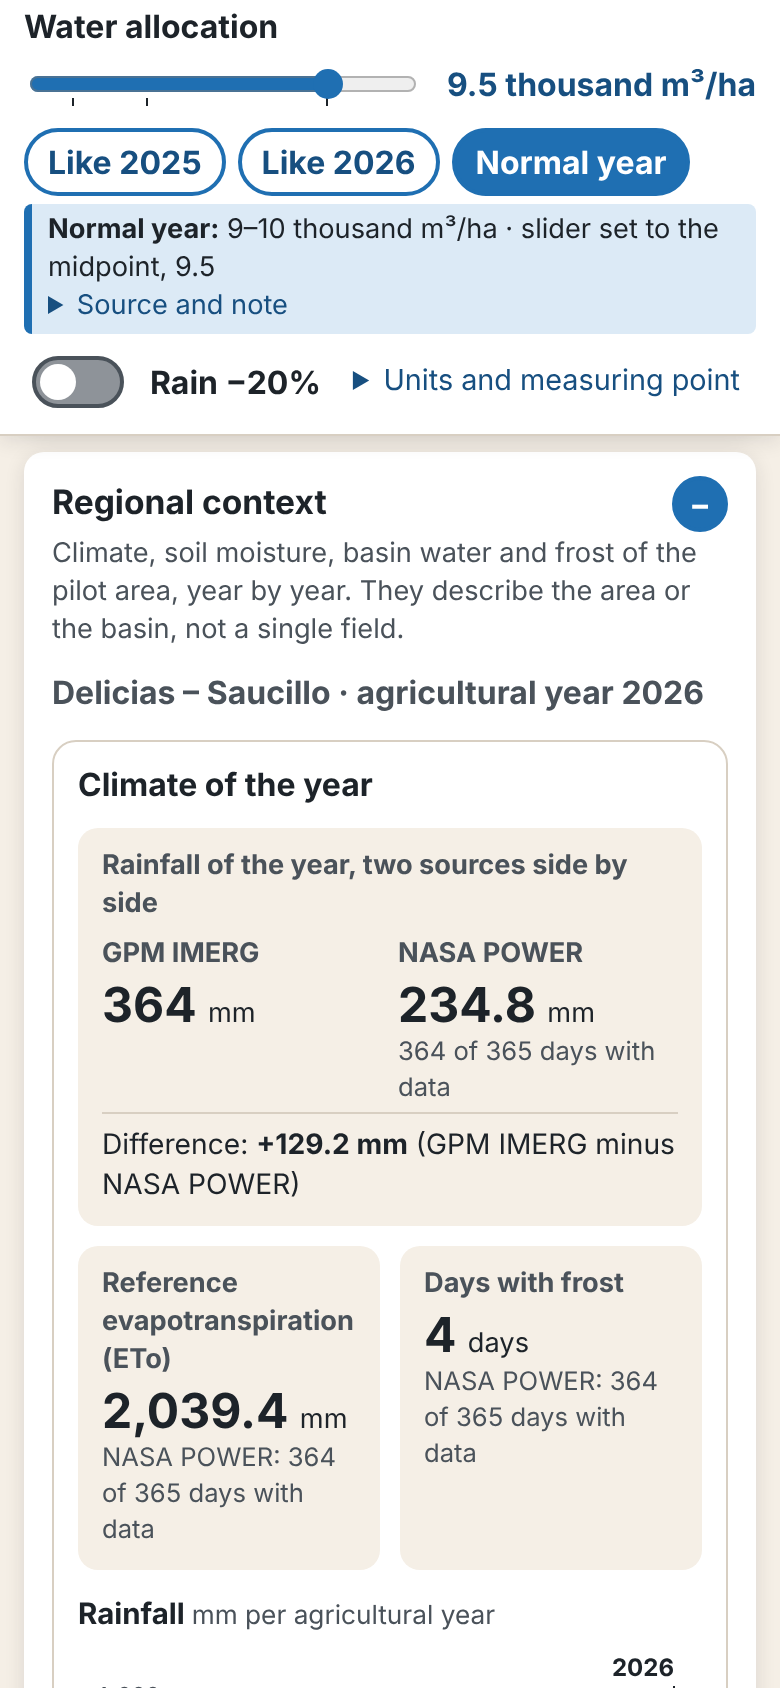 Water allocation
9.5 thousand m³/ha
Like 2025
Like 2026
Normal year
Normal year: 9–10 thousand m³/ha · slider set to the
midpoint, 9.5
Source and note
Rain −20%
Units and measuring point
Regional context
–
Climate, soil moisture, basin water and frost of the
pilot area, year by year. They describe the area or
the basin, not a single field.
Delicias – Saucillo · agricultural year 2026
Climate of the year
Rainfall of the year, two sources side by
side
GPM IMERG
364 mm
NASA POWER
234.8 mm
364 of 365 days with
data
Difference: +129.2 mm (GPM IMERG minus
NASA POWER)
Reference
evapotranspiration
(ETo)
2,039.4 mm
NASA POWER: 364
of 365 days with
data
Days with frost
4 days
NASA POWER: 364
of 365 days with
data
Rainfall mm per agricultural year
2026